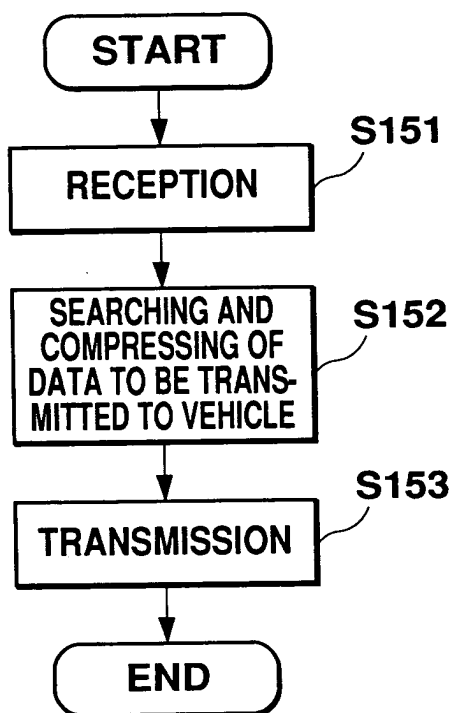 START
S151
RECEPTION
S152
SEARCHING AND
COMPRESSING OF
DATA TO BE TRANS-
MITTED TO VEHICLE
S153
TRANSMISSION
END